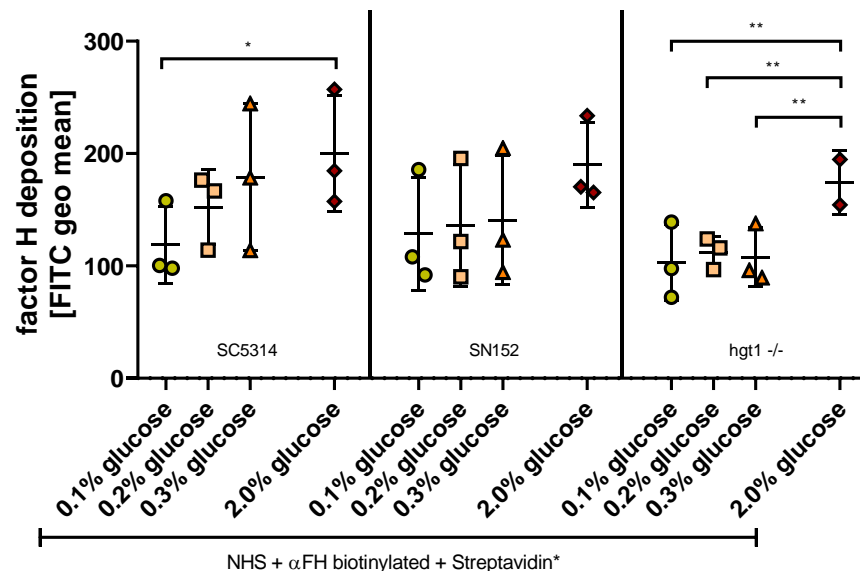 factor H deposition
[FITC geo mean]
300
200
100
0
*
**
**
**
SC5314
SN152
hgt1 -/-
0.1% glucose
0.2% glucose
0.3% glucose
2.0% glucose
0.1% glucose
0.2% glucose
0.3% glucose
2.0% glucose
0.1% glucose
0.2% glucose
0.3% glucose
2.0% glucose
NHS + αFH biotinylated + Streptavidin*